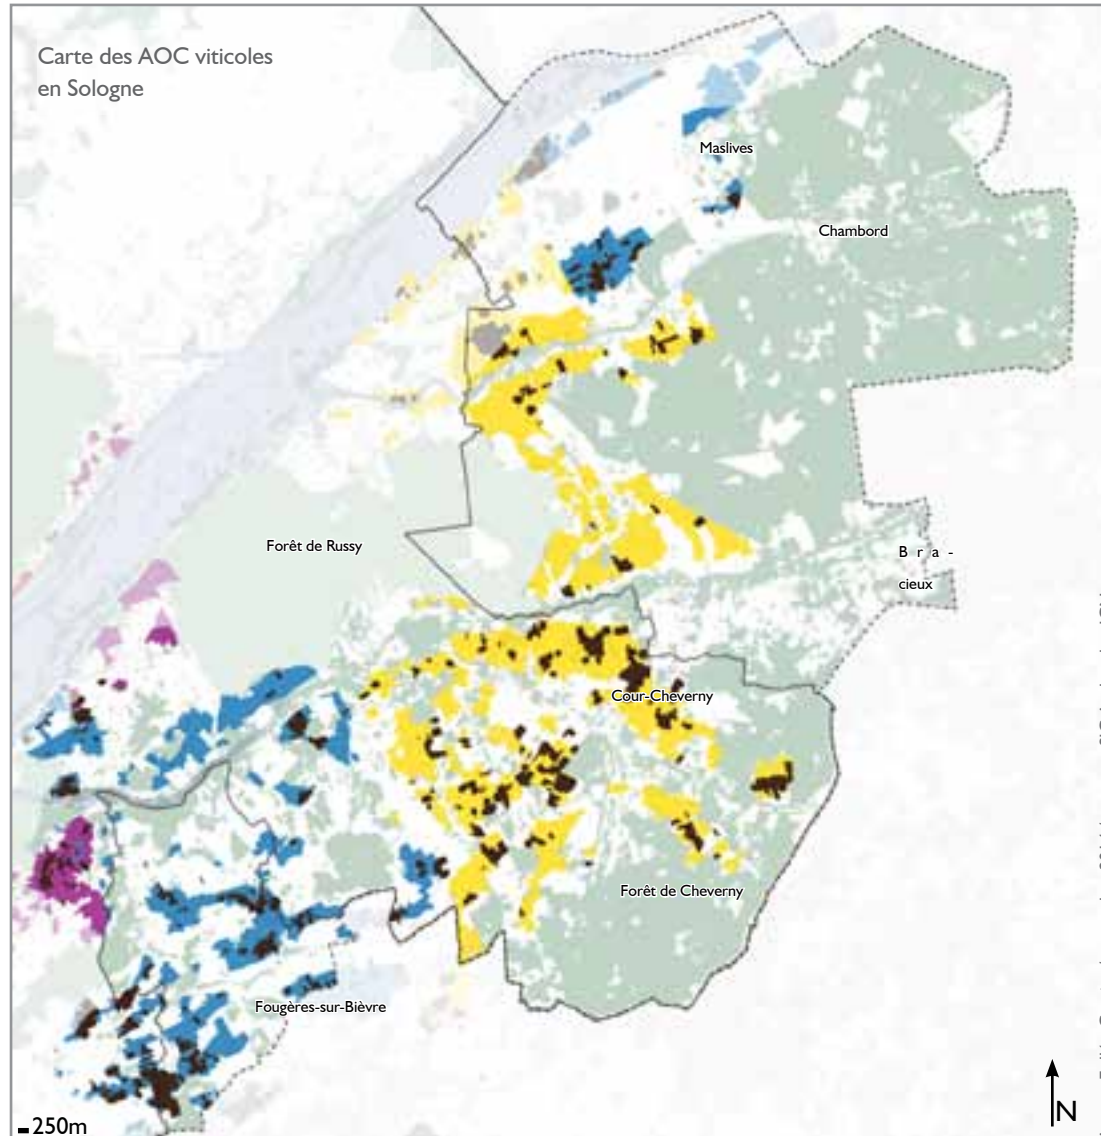 Carte des AOC viticoles
en Sologne
Maslives
Chambord
Forêt de Russy
B r a -
cieux
Cour-Cheverny
Forêt de Cheverny
Fougères-sur-Bièvre
250m
N